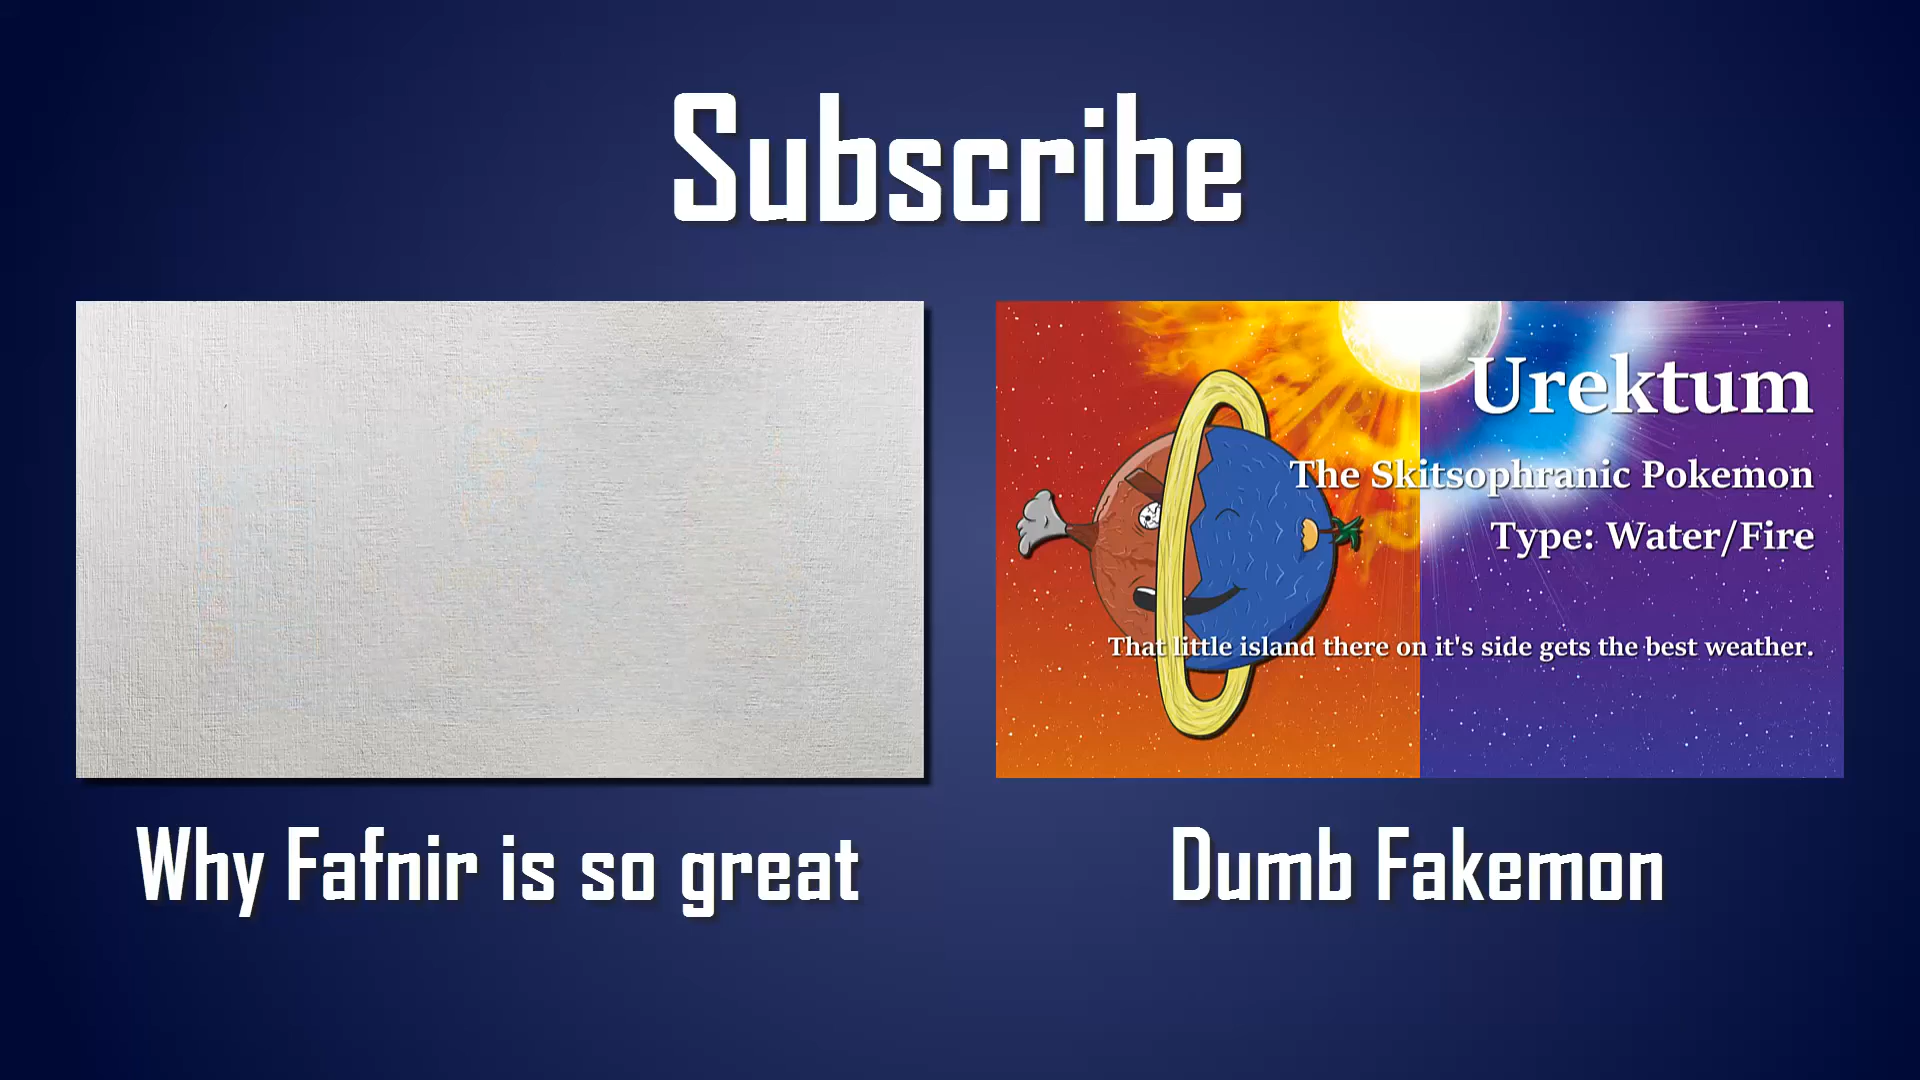 Subscribe
Urektum
The Skitsophranic Pokemon
Type: Water/Fire
That little island there on it's side gets the best weather.
Why Fafnir is so great
Dumb Fakemon